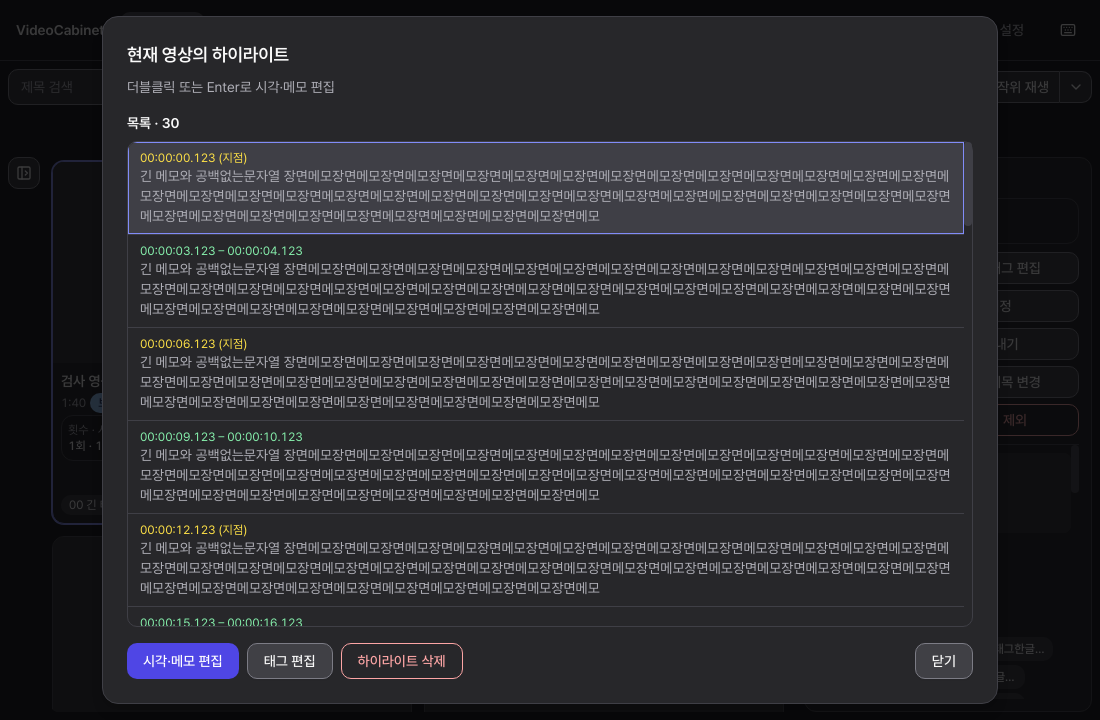 VideoCabinet
설정
제목 검색
작위 재생
현재 영상의 하이라이트
더블클릭 또는 Enter로 시각·메모 편집
목록 · 30
00:00:00.123 (지점)
긴 메모와 공백없는문자열 장면메모장면메모장면메모장면메모장면메모장면메모장면메모장면메모장면메모장면메모장면메모장면메모장면메모장면메모장면메
모장면메모장면메모장면메모장면메모장면메모장면메모장면메모장면메모장면메모장면메모장면메모장면메모장면메모장면메모장면메모장면메모장면메모장면
메모장면메모장면메모장면메모장면메모장면메모장면메모장면메모장면메모장면메모
00:00:03.123 – 00:00:04.123
긴 메모와 공백없는문자열 장면메모장면메모장면메모장면메모장면메모장면메모장면메모장면메모장면메모장면메모장면메모장면메모장면메모장면메모장면메
모장면메모장면메모장면메모장면메모장면메모장면메모장면메모장면메모장면메모장면메모장면메모장면메모장면메모장면메모장면메모장면메모장면메모장면
메모장면메모장면메모장면메모장면메모장면메모장면메모장면메모장면메모장면메모
00:00:06.123 (지점)
긴 메모와 공백없는문자열 장면메모장면메모장면메모장면메모장면메모장면메모장면메모장면메모장면메모장면메모장면메모장면메모장면메모장면메모장면메
모장면메모장면메모장면메모장면메모장면메모장면메모장면메모장면메모장면메모장면메모장면메모장면메모장면메모장면메모장면메모장면메모장면메모장면
메모장면메모장면메모장면메모장면메모장면메모장면메모장면메모장면메모장면메모
00:00:09.123 – 00:00:10.123
긴 메모와 공백없는문자열 장면메모장면메모장면메모장면메모장면메모장면메모장면메모장면메모장면메모장면메모장면메모장면메모장면메모장면메모장면메
모장면메모장면메모장면메모장면메모장면메모장면메모장면메모장면메모장면메모장면메모장면메모장면메모장면메모장면메모장면메모장면메모장면메모장면
메모장면메모장면메모장면메모장면메모장면메모장면메모장면메모장면메모장면메모
00:00:12.123 (지점)
긴 메모와 공백없는문자열 장면메모장면메모장면메모장면메모장면메모장면메모장면메모장면메모장면메모장면메모장면메모장면메모장면메모장면메모장면메
모장면메모장면메모장면메모장면메모장면메모장면메모장면메모장면메모장면메모장면메모장면메모장면메모장면메모장면메모장면메모장면메모장면메모장면
메모장면메모장면메모장면메모장면메모장면메모장면메모장면메모장면메모장면메모
00:00:15.123 – 00:00:16.123
시각·메모 편집
태그 편집
하이라이트 삭제
닫기
검사 영
1:40
횟수 ·
1회 · 1
00 긴
그 편집
정
내기
제목 변경
제외
태그한글...
글...